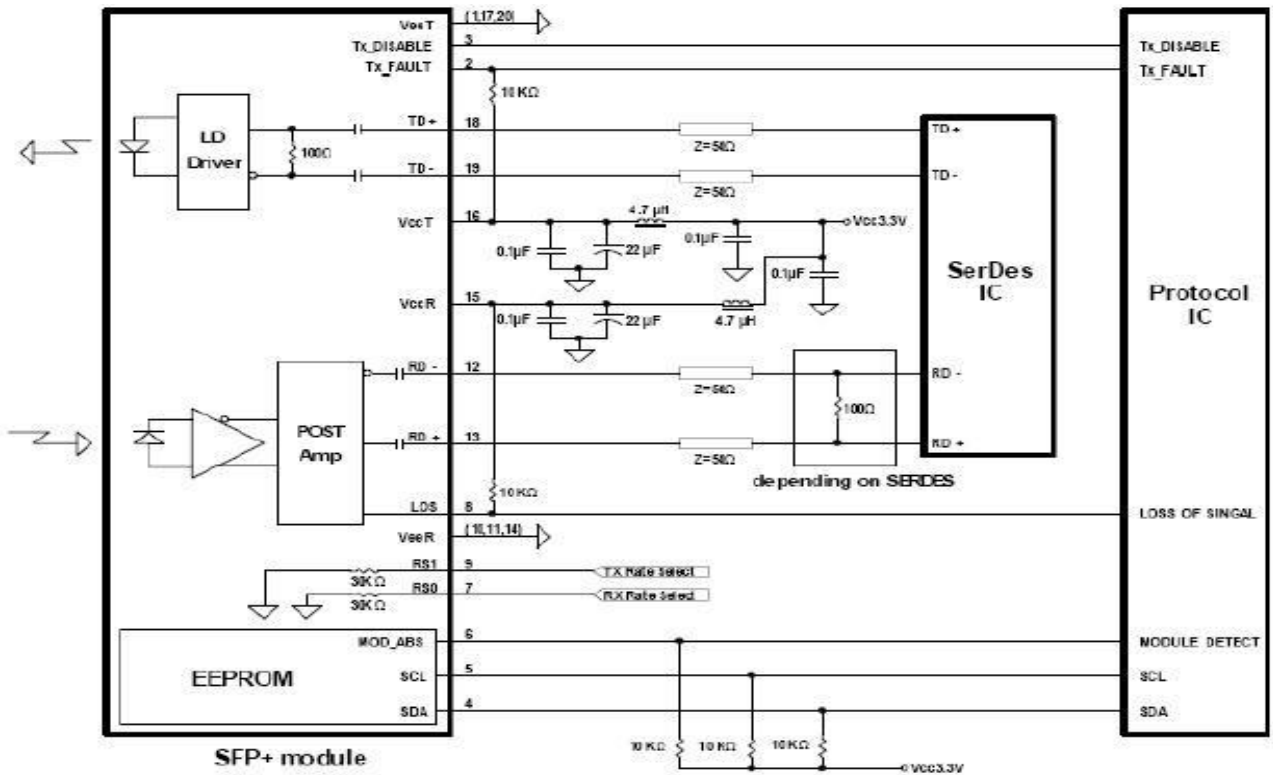 VeeT (1,17,20)
Tx_DISABLE 3 Tx_DISABLE
Tx_FAULT 2 Tx_FAULT
10 KΩ
LD
Driver
100Ω
TD+ 18 Z=50Ω TD+
TD- 19 Z=50Ω TD-
VccT 16 4.7 µH Vcc3.3V
0.1µF 22 µF 0.1µF 0.1µF
VccR 15 4.7 µH
0.1µF 22 µF
SerDes
IC
Protocol
IC
RD - 12 Z=50Ω RD -
100Ω
POST
Amp
RD + 13 Z=50Ω RD +
depending on SERDES
10 KΩ
LOS 8 LOSS OF SINGAL
VeeR (10,11,14)
RS1 9 TX Rate Select
30KΩ
RS0 7 RX Rate Select
30KΩ
MOD_ABS 6 MODULE DETECT
EEPROM
SCL 5 SCL
SDA 4 SDA
10 KΩ 10 KΩ 10 KΩ
Vcc3.3V
SFP+ module